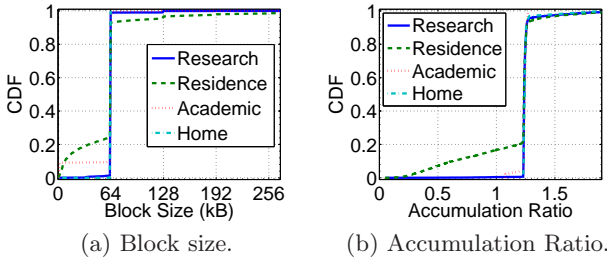 1
0.8
0.6
0.4
0.2
0
CDF
Research
Residence
Academic
Home
0 64 128 192 256
Block Size (kB)
(a) Block size.
1
0.8
0.6
0.4
0.2
0
CDF
Research
Residence
Academic
Home
0.5 1 1.5
Accumulation Ratio
(b) Accumulation Ratio.